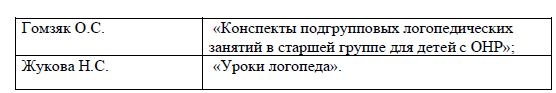 Гомзяк О.С. «Конспекты подгрупповых логопедических
занятий в старшей группе для детей с ОНР»;
Жукова Н.С. «Уроки логопеда».